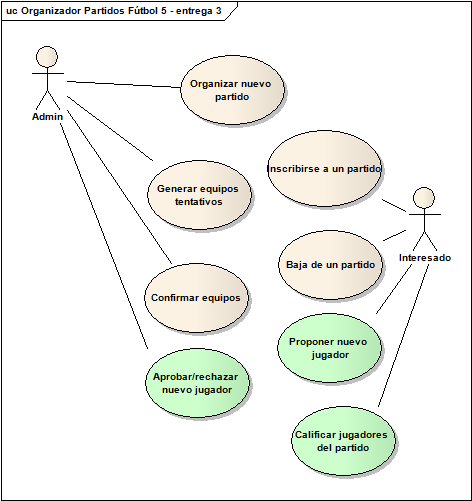 uc Organizador Partidos Fútbol 5 - entrega 3
Admin
Organizar nuevo
partido
Inscribirse a un partido
Generar equipos
tentativos
Interesado
Baja de un partido
Confirmar equipos
Proponer nuevo
jugador
Aprobar/rechazar
nuevo jugador
Calificar jugadores
del partido